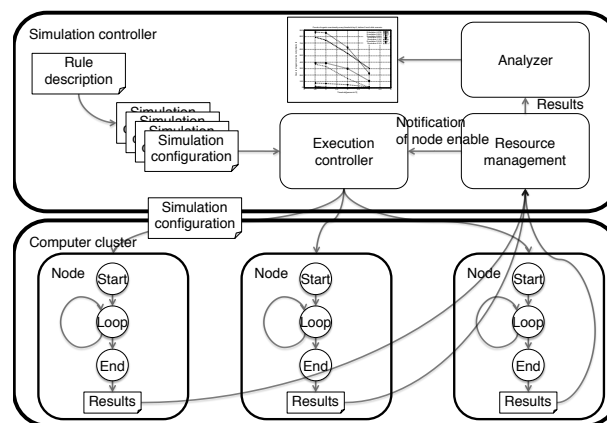 Simulation controller
Rule
description
Simulation
Simulation
Simulation
Simulation
configuration
Execution
controller
Notification
of node enable
Resource
management
Results
Analyzer
Simulation
configuration
Computer cluster
Node
Start
Loop
End
Results
Node
Start
Loop
End
Results
Node
Start
Loop
End
Results